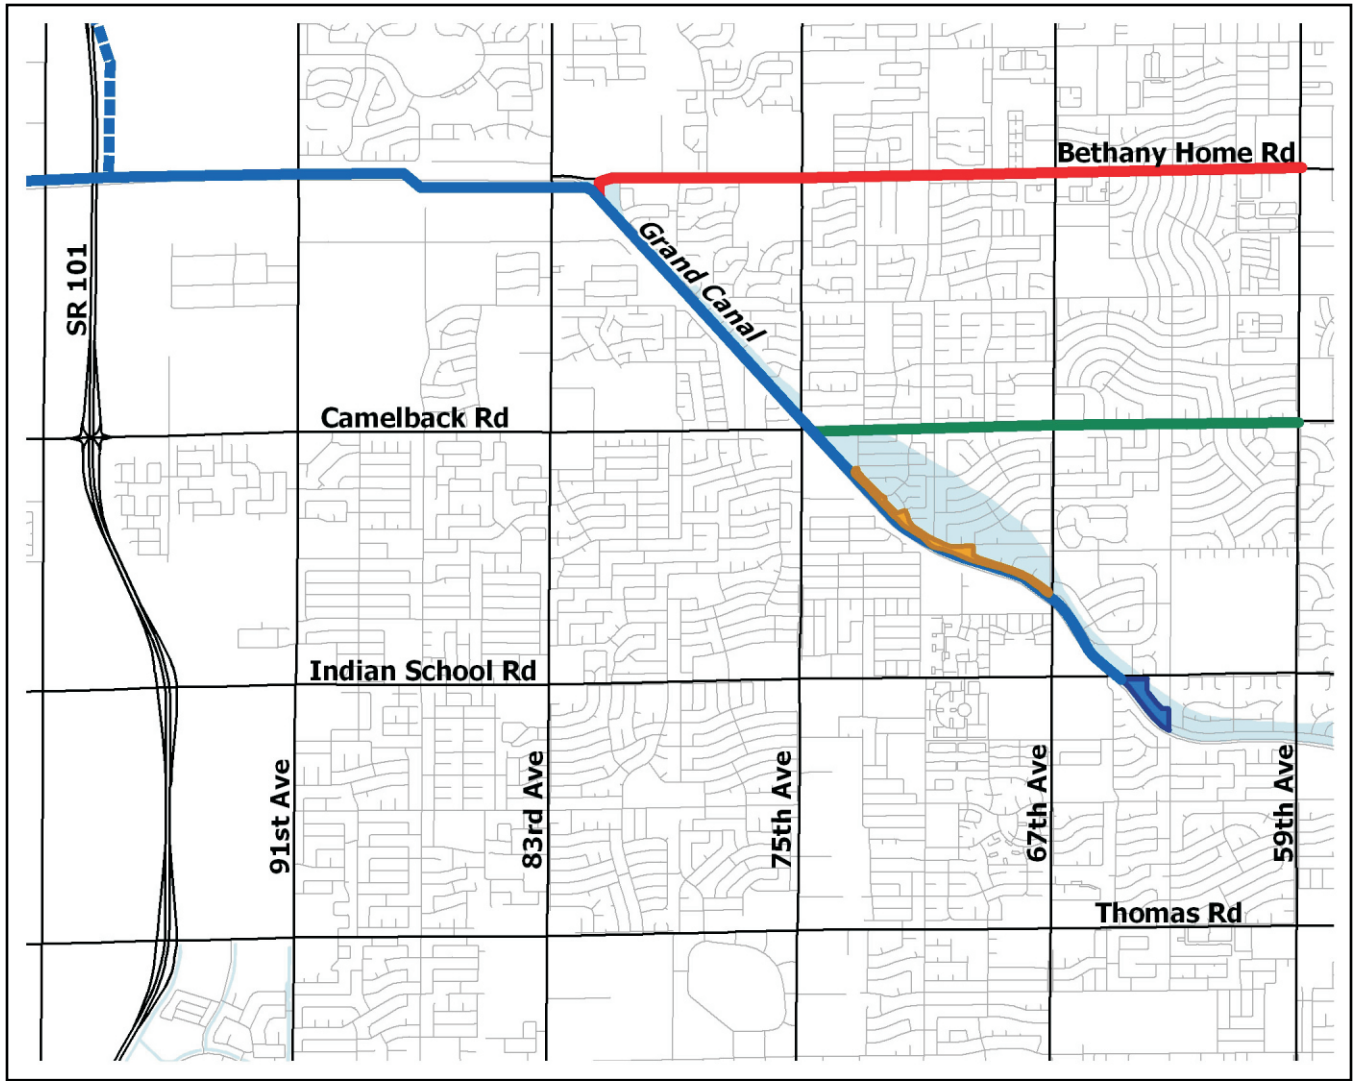 Bethany Home Rd
Grand Canal
SR 101
Camelback Rd
Indian School Rd
91st Ave
83rd Ave
75th Ave
67th Ave
59th Ave
Thomas Rd